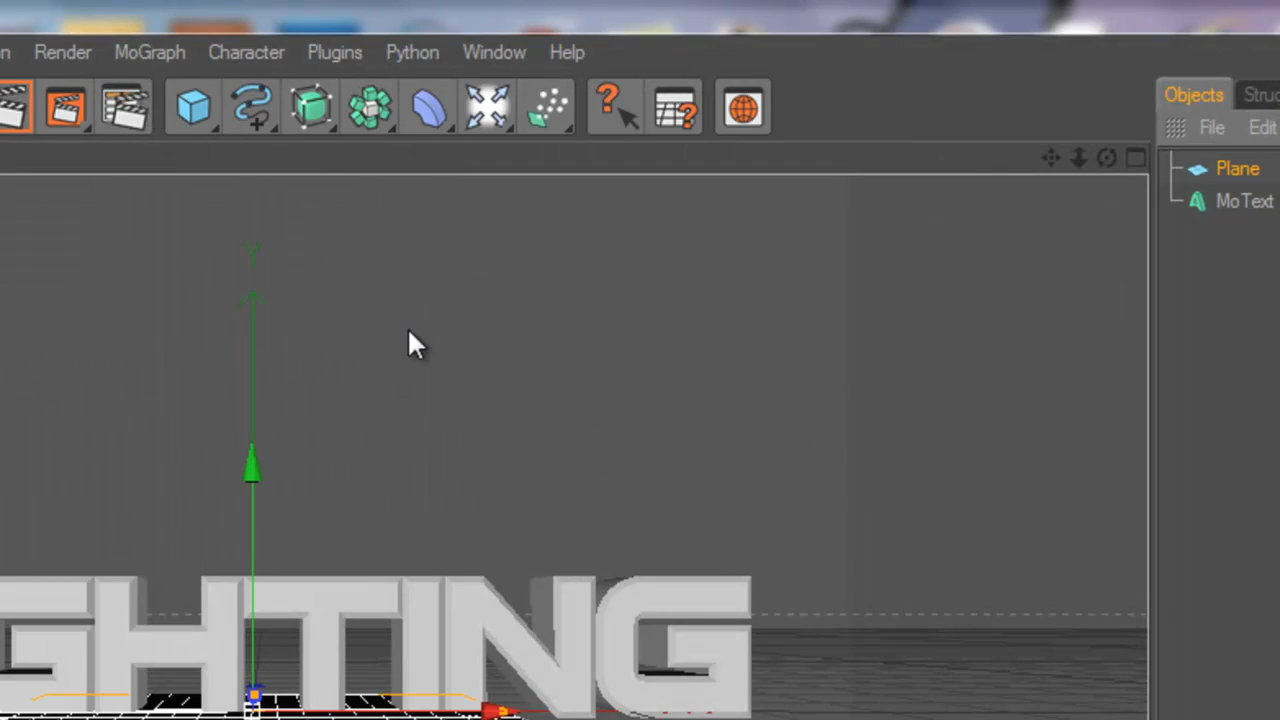 n Render MoGraph Character Plugins Python Window Help
Objects Struc
File Edit
Plane
MoText
Y
GHTING